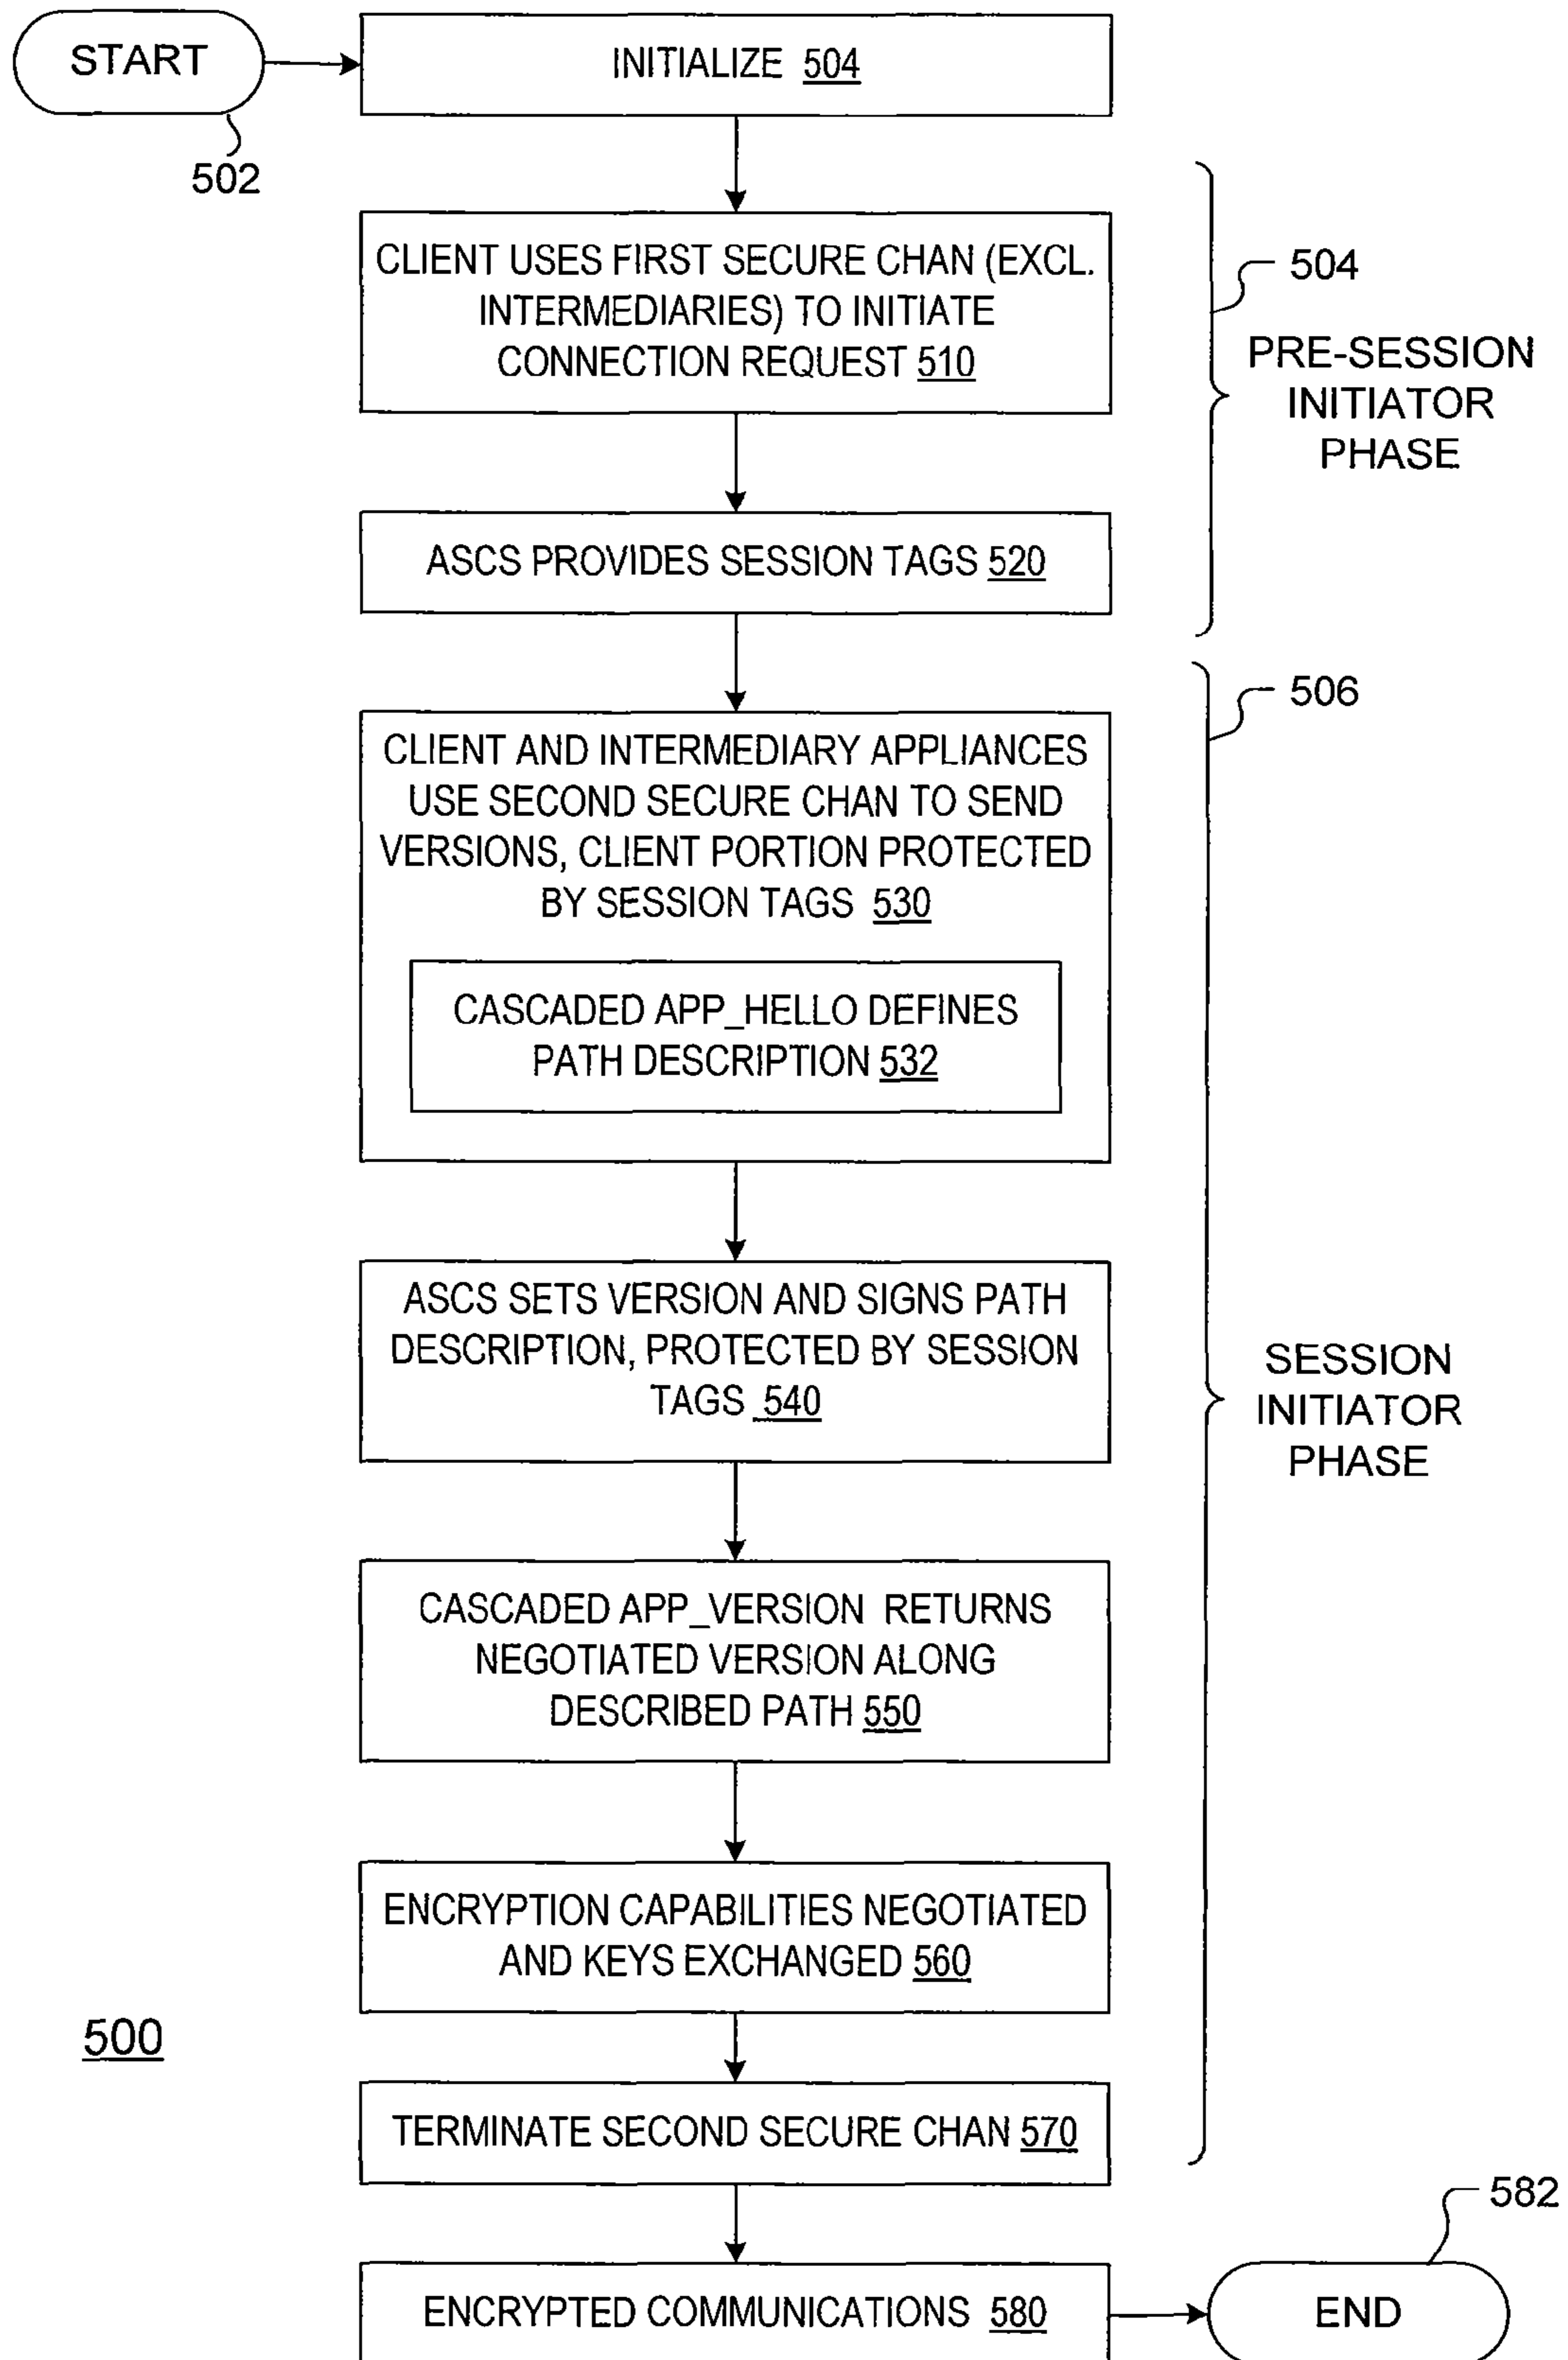 START
INITIALIZE 504
502
CLIENT USES FIRST SECURE CHAN (EXCL.
INTERMEDIARIES) TO INITIATE
CONNECTION REQUEST 510
504
PRE-SESSION
INITIATOR
PHASE
ASCS PROVIDES SESSION TAGS 520
506
CLIENT AND INTERMEDIARY APPLIANCES
USE SECOND SECURE CHAN TO SEND
VERSIONS, CLIENT PORTION PROTECTED
BY SESSION TAGS 530
CASCADED APP_HELLO DEFINES
PATH DESCRIPTION 532
ASCS SETS VERSION AND SIGNS PATH
DESCRIPTION, PROTECTED BY SESSION
TAGS 540
SESSION
INITIATOR
PHASE
CASCADED APP_VERSION RETURNS
NEGOTIATED VERSION ALONG
DESCRIBED PATH 550
ENCRYPTION CAPABILITIES NEGOTIATED
AND KEYS EXCHANGED 560
500
TERMINATE SECOND SECURE CHAN 570
582
ENCRYPTED COMMUNICATIONS 580
END